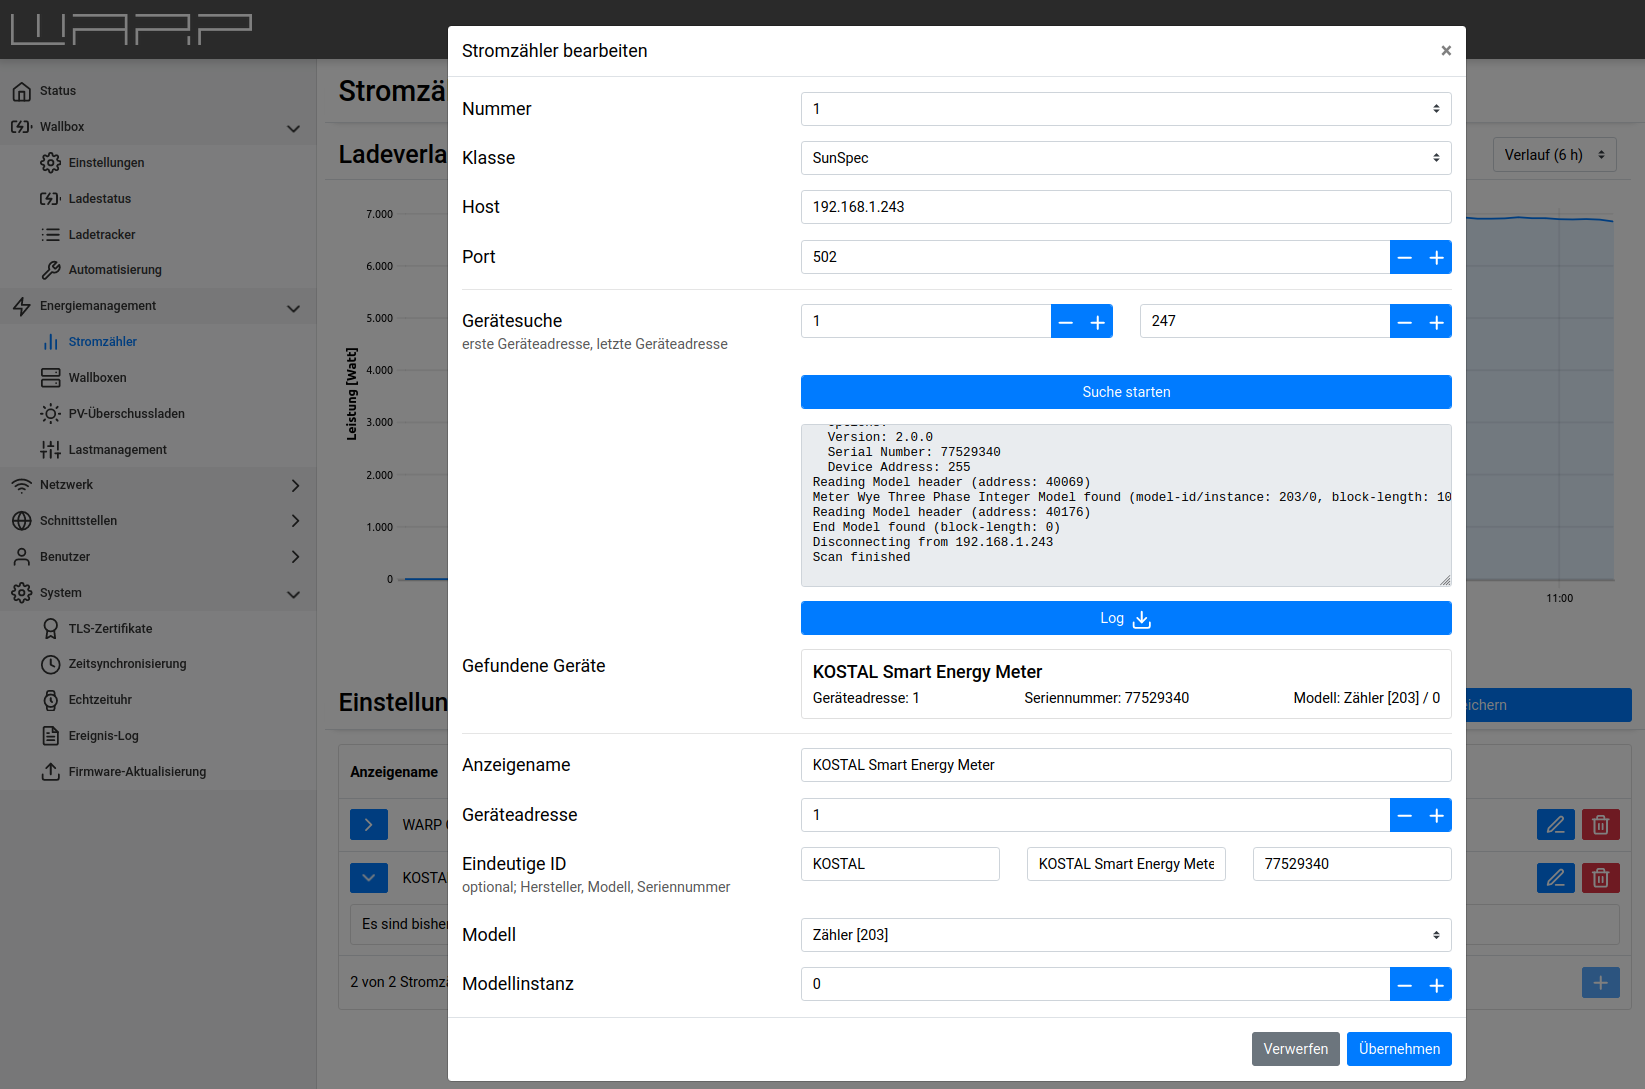 WARP
Status
Wallbox
Einstellungen
Ladestatus
Ladetracker
Automatisierung
Energiemanagement
Stromzähler
Wallboxen
PV-Überschussladen
Lastmanagement
Netzwerk
Schnittstellen
Benutzer
System
TLS-Zertifikate
Zeitsynchronisierung
Echtzeituhr
Ereignis-Log
Firmware-Aktualisierung
Stromzä
Ladeverla
Verlauf (6 h)
Leistung [Watt]
7.000
6.000
5.000
4.000
3.000
2.000
1.000
0
11:00
Einstellun
eichern
Anzeigename
WARP
KOSTA
Es sind bisher
2 von 2 Stromzä
Stromzähler bearbeiten
×
Nummer
1
Klasse
SunSpec
Host
192.168.1.243
Port
502
Gerätesuche
erste Geräteadresse, letzte Geräteadresse
1
247
Suche starten
Version: 2.0.0
Serial Number: 77529340
Device Address: 255
Reading Model header (address: 40069)
Meter Wye Three Phase Integer Model found (model-id/instance: 203/0, block-length: 10
Reading Model header (address: 40176)
End Model found (block-length: 0)
Disconnecting from 192.168.1.243
Scan finished
Log
Gefundene Geräte
KOSTAL Smart Energy Meter
Geräteadresse: 1 Seriennummer: 77529340 Modell: Zähler [203] / 0
Anzeigename
KOSTAL Smart Energy Meter
Geräteadresse
1
Eindeutige ID
optional; Hersteller, Modell, Seriennummer
KOSTAL
KOSTAL Smart Energy Mete
77529340
Modell
Zähler [203]
Modellinstanz
0
Verwerfen
Übernehmen